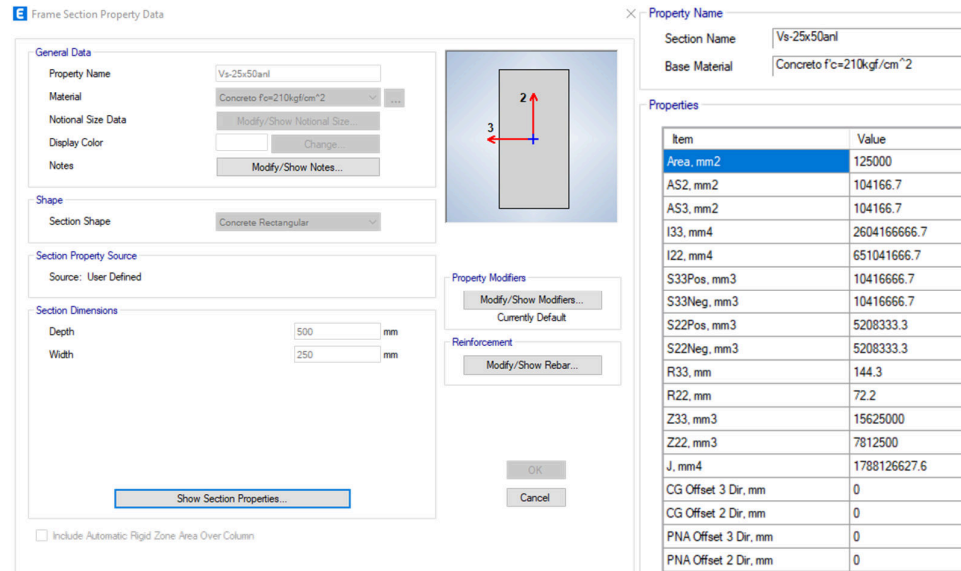 E Frame Section Property Data
General Data
Property Name Vs-25x50anl
Material Concreto f'c=210kgf/cm^2 ...
Notional Size Data Modify/Show Notional Size...
Display Color Change...
Notes Modify/Show Notes...
Shape
Section Shape Concrete Rectangular
Section Property Source
Source: User Defined
Section Dimensions
Depth 500 mm
Width 250 mm
Show Section Properties...
Include Automatic Rigid Zone Area Over Column
2
3
Property Modifiers
Modify/Show Modifiers...
Currently Default
Reinforcement
Modify/Show Rebar...
OK
Cancel
Property Name
Section Name Vs-25x50anl
Base Material Concreto f'c=210kgf/cm^2
Properties
Item Value
Area, mm2 125000
AS2, mm2 104166.7
AS3, mm2 104166.7
I33, mm4 2604166666.7
I22, mm4 651041666.7
S33Pos, mm3 10416666.7
S33Neg, mm3 10416666.7
S22Pos, mm3 5208333.3
S22Neg, mm3 5208333.3
R33, mm 144.3
R22, mm 72.2
Z33, mm3 15625000
Z22, mm3 7812500
J, mm4 1788126627.6
CG Offset 3 Dir, mm 0
CG Offset 2 Dir, mm 0
PNA Offset 3 Dir, mm 0
PNA Offset 2 Dir, mm 0